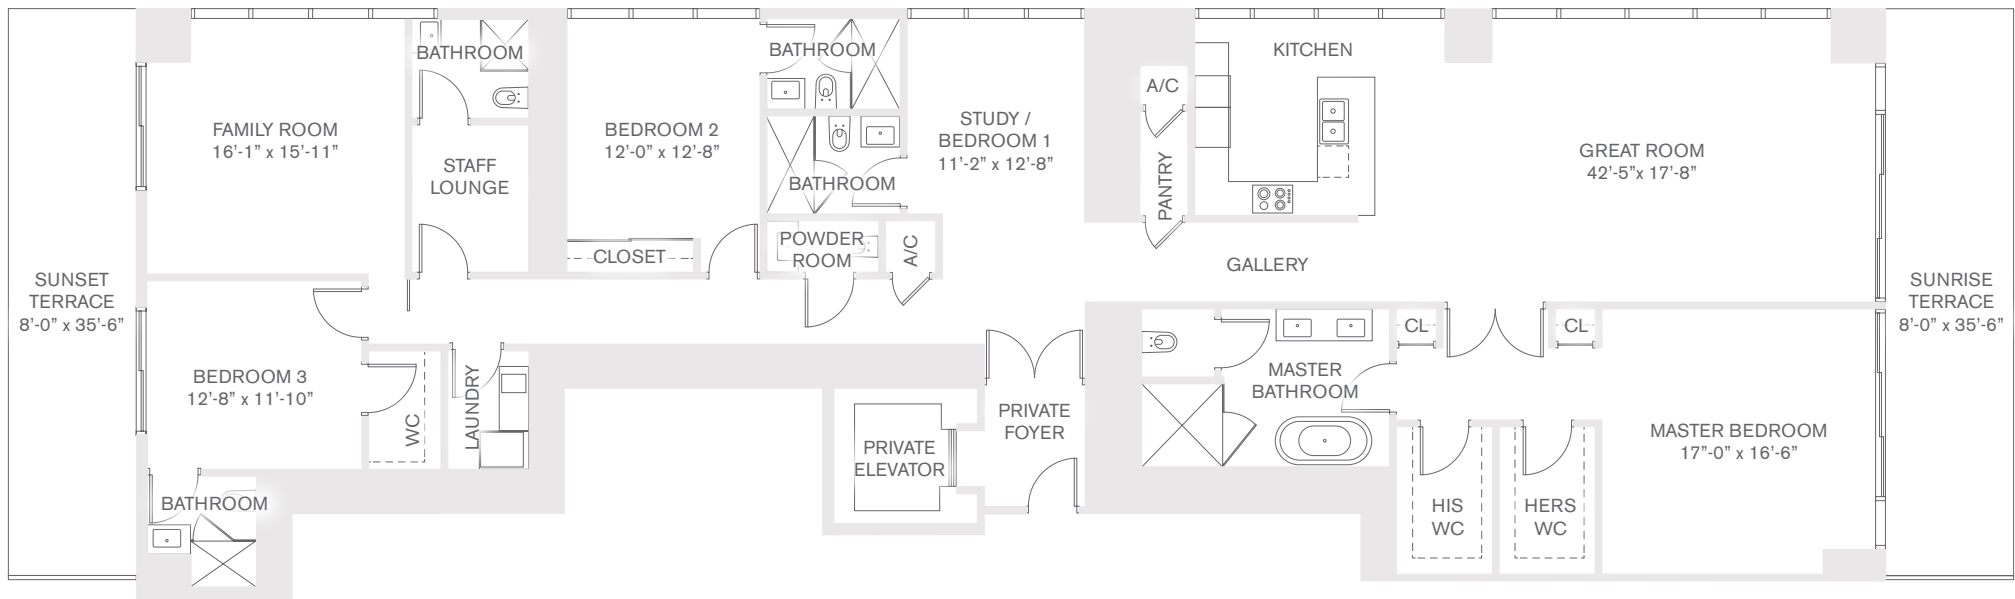 SUNSET
TERRACE
8'-0" x 35'-6"
FAMILY ROOM
16'-1" x 15'-11"
BATHROOM
STAFF
LOUNGE
BEDROOM 3
12'-8" x 11'-10"
WC
LAUNDRY
BATHROOM
BEDROOM 2
12'-0" x 12'-8"
CLOSET
BATHROOM
BATHROOM
POWDER
ROOM
A/C
STUDY /
BEDROOM 1
11'-2" x 12'-8"
PRIVATE
ELEVATOR
PRIVATE
FOYER
A/C
PANTRY
KITCHEN
GALLERY
GREAT ROOM
42'-5"x 17'-8"
MASTER
BATHROOM
CL
CL
HIS
WC
HERS
WC
MASTER BEDROOM
17"-0" x 16'-6"
SUNRISE
TERRACE
8'-0" x 35'-6"